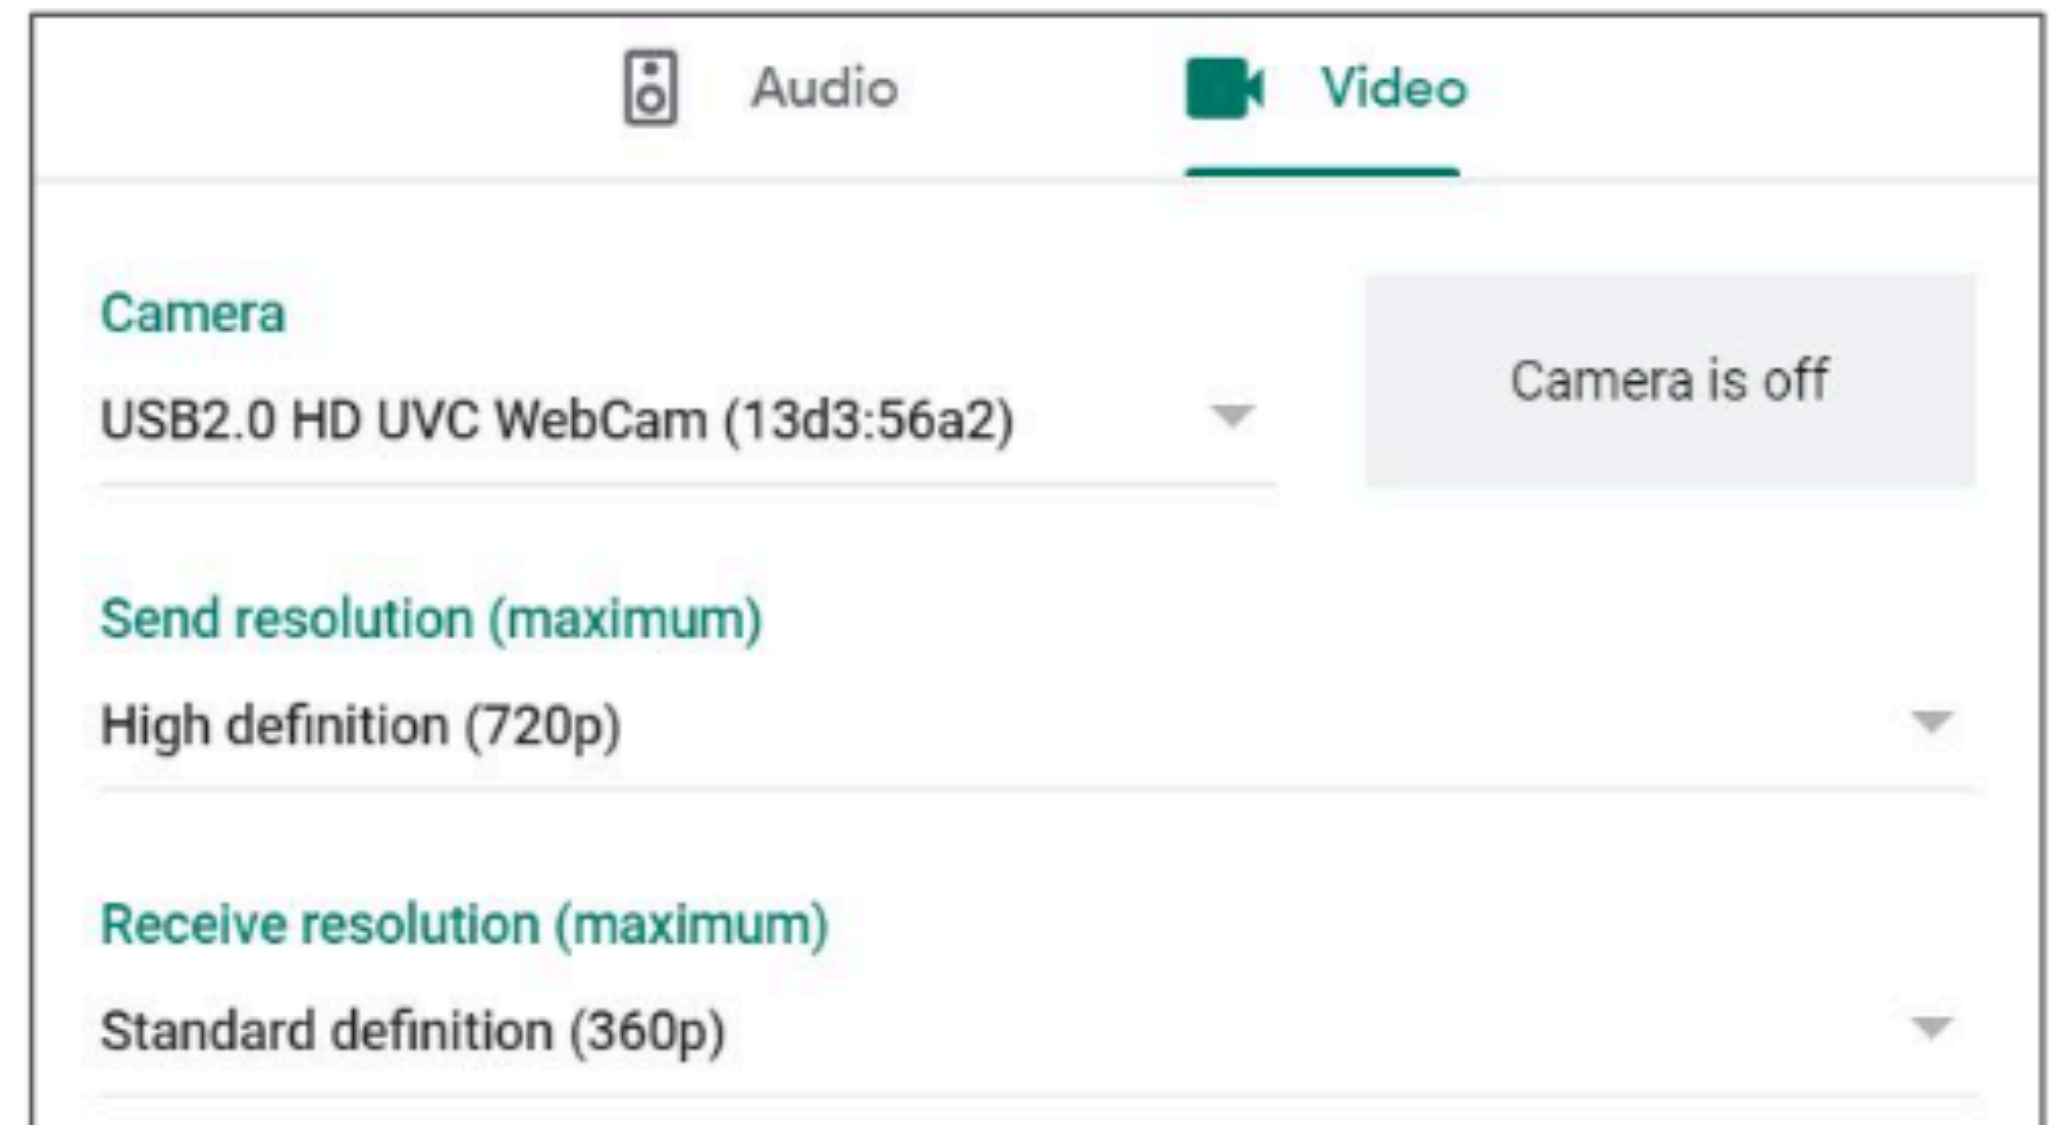 Audio
Video
Camera
USB2.0 HD UVC WebCam (13d3:56a2)
Camera is off
Send resolution (maximum)
High definition (720p)
Receive resolution (maximum)
Standard definition (360p)